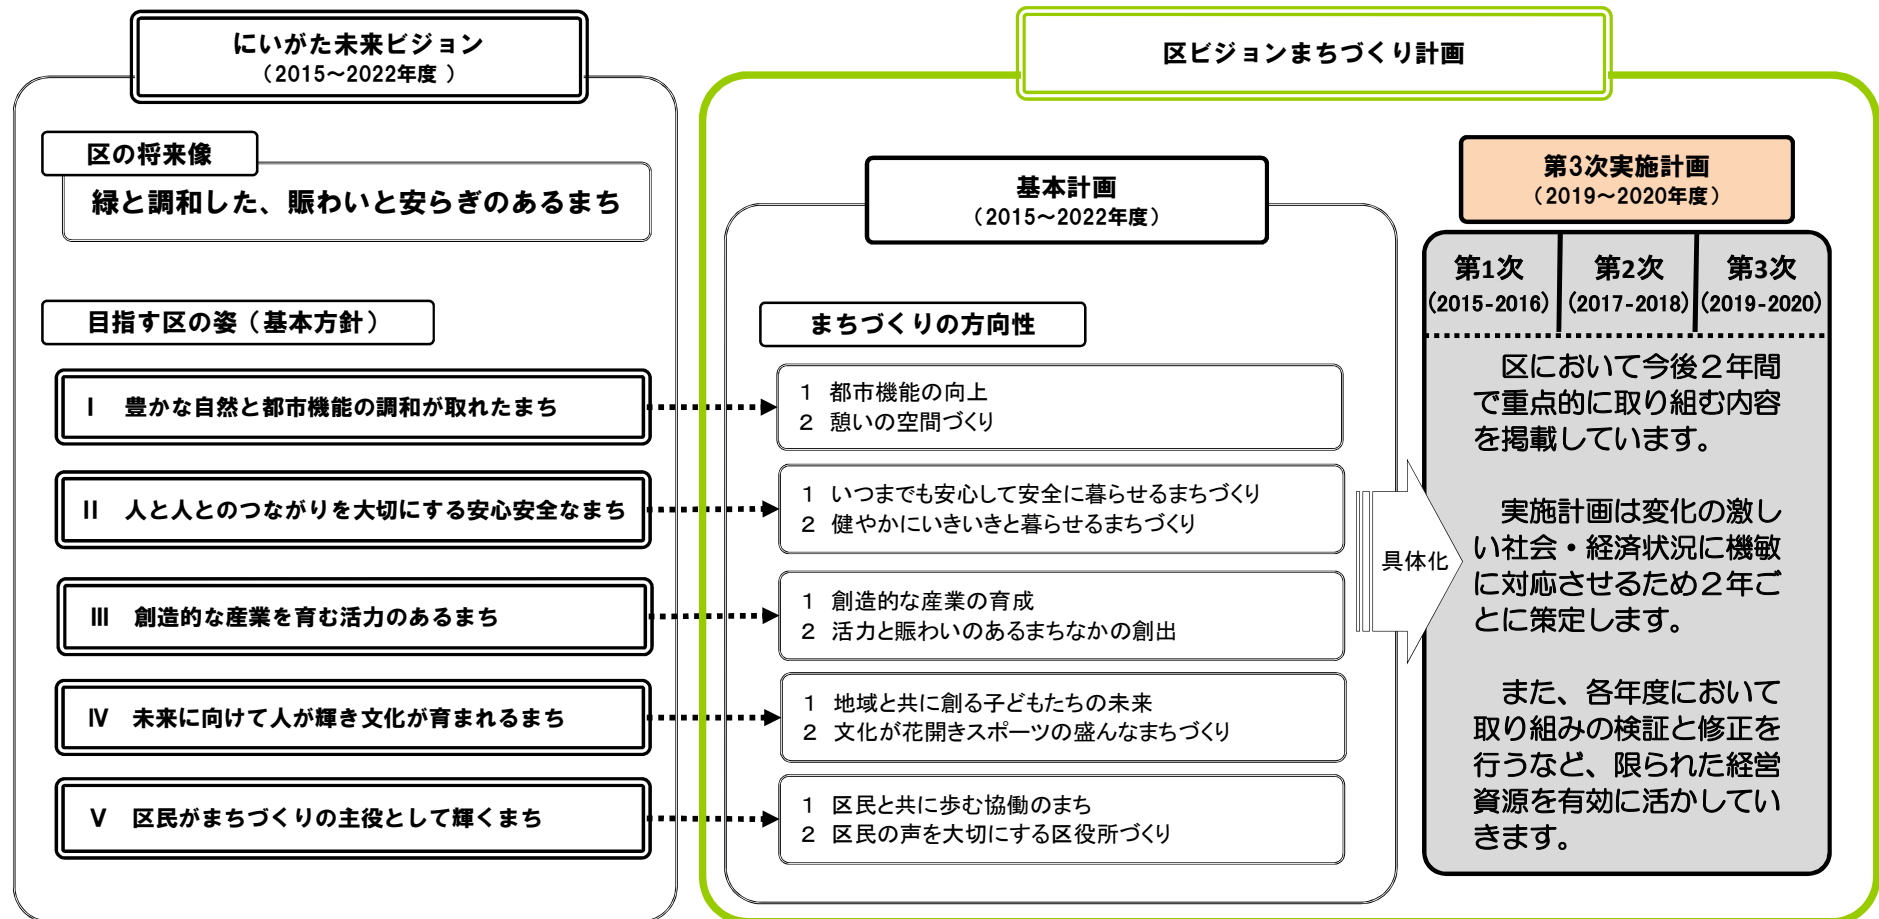 にいがた未来ビジョン
（2015～2022年度 ）
区の将来像
緑と調和した、賑わいと安らぎのあるまち
目指す区の姿（基本方針）
Ⅰ 豊かな自然と都市機能の調和が取れたまち
Ⅱ 人と人とのつながりを大切にする安心安全なまち
Ⅲ 創造的な産業を育む活力のあるまち
Ⅳ 未来に向けて人が輝き文化が育まれるまち
Ⅴ 区民がまちづくりの主役として輝くまち
区ビジョンまちづくり計画
基本計画
（2015～2022年度）
まちづくりの方向性
1 都市機能の向上
2 憩いの空間づくり
1 いつまでも安心して安全に暮らせるまちづくり
2 健やかにいきいきと暮らせるまちづくり
1 創造的な産業の育成
2 活力と賑わいのあるまちなかの創出
1 地域と共に創る子どもたちの未来
2 文化が花開きスポーツの盛んなまちづくり
1 区民と共に歩む協働のまち
2 区民の声を大切にする区役所づくり
具体化
第3次実施計画
（2019～2020年度）
第1次
(2015-2016)
第2次
(2017-2018)
第3次
(2019-2020)
区において今後２年間
で重点的に取り組む内容
を掲載しています。
実施計画は変化の激し
い社会・経済状況に機敏
に対応させるため２年ご
とに策定します。
また、各年度において
取り組みの検証と修正を
行うなど、限られた経営
資源を有効に活かしてい
きます。